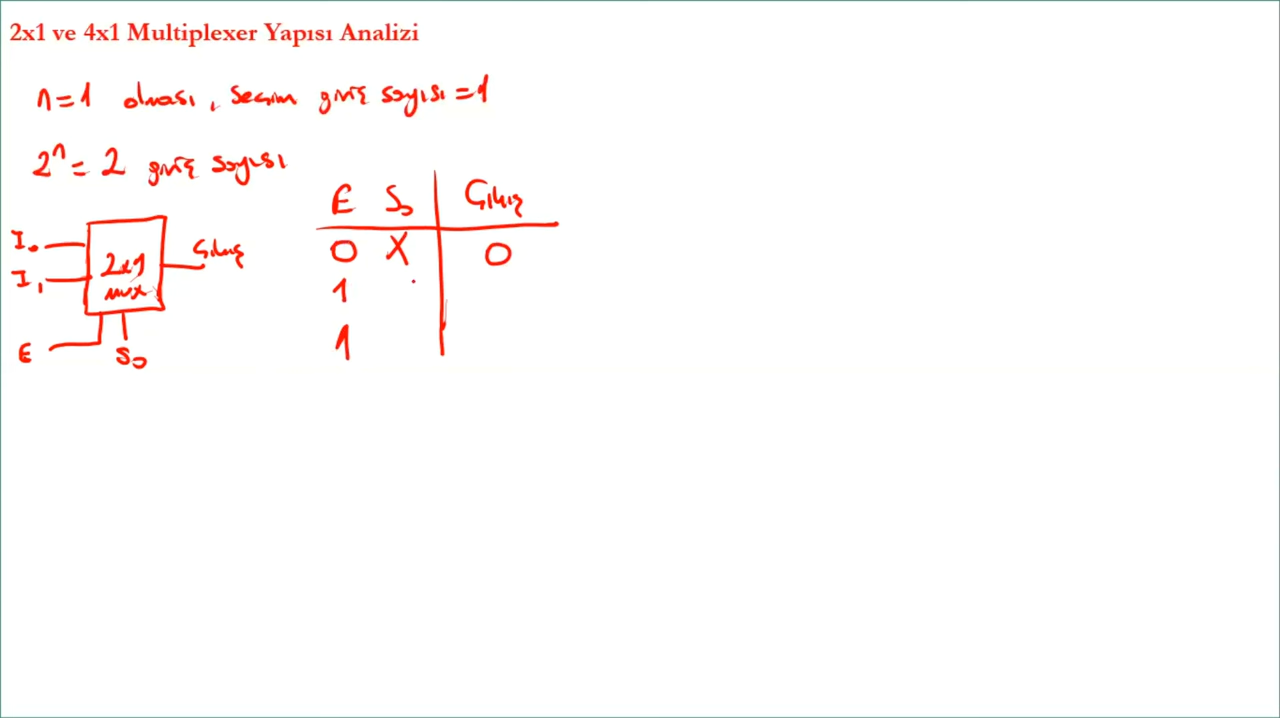 2x1 ve 4x1 Multiplexer Yapısı Analizi
n=1 olması, seçim giriş sayısı=1
2ⁿ= 2 giriş sayısı
E S₀ Çıkış
0 X 0
1
1
I₀
I₁
2x1
mux
Çıkış
E
S₀